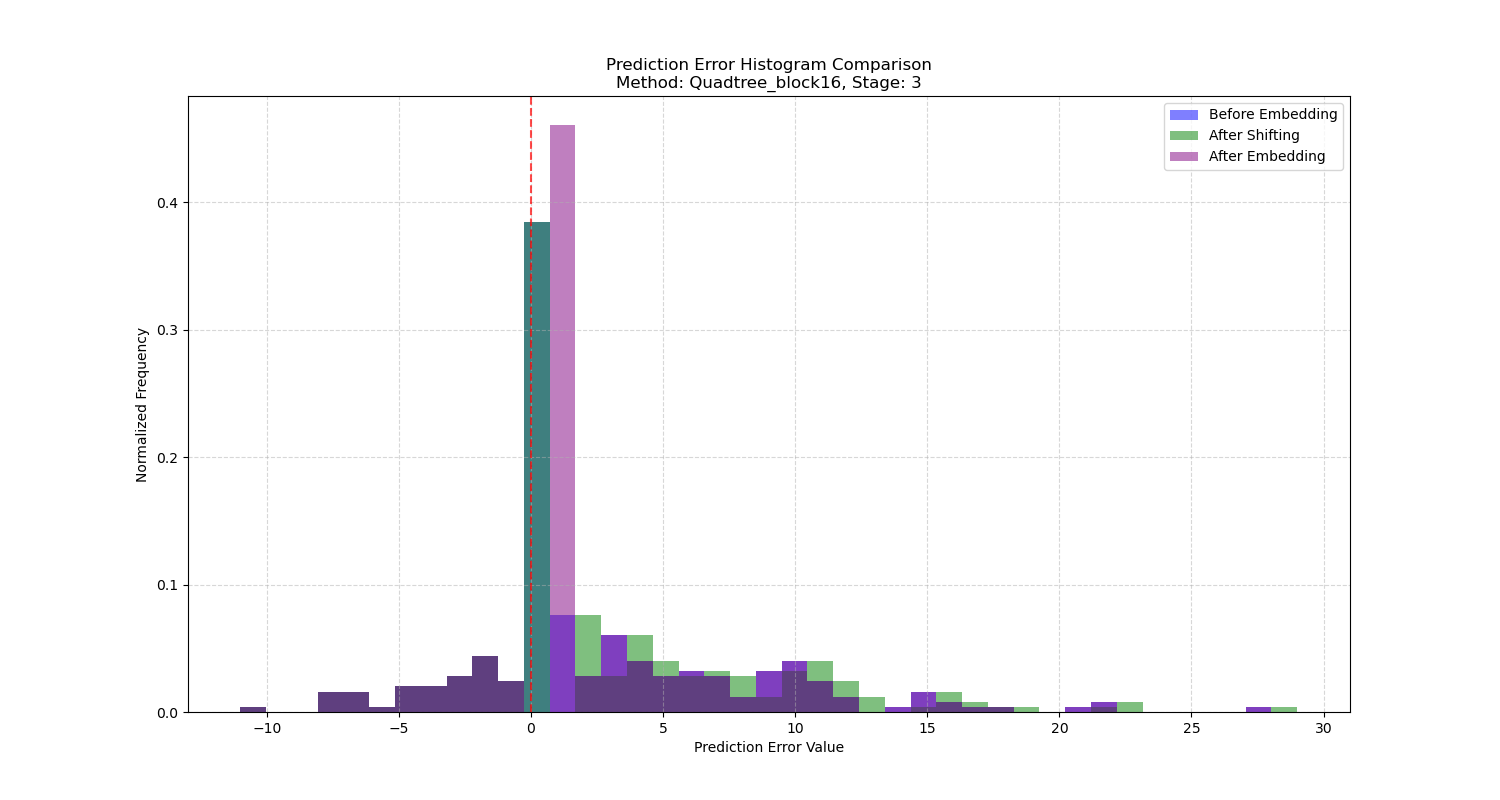 Prediction Error Histogram Comparison
Method: Quadtree_block16, Stage: 3
Before Embedding
After Shifting
After Embedding
Normalized Frequency
0.4
0.3
0.2
0.1
0.0
−10
−5
0
5
10
15
20
25
30
Prediction Error Value